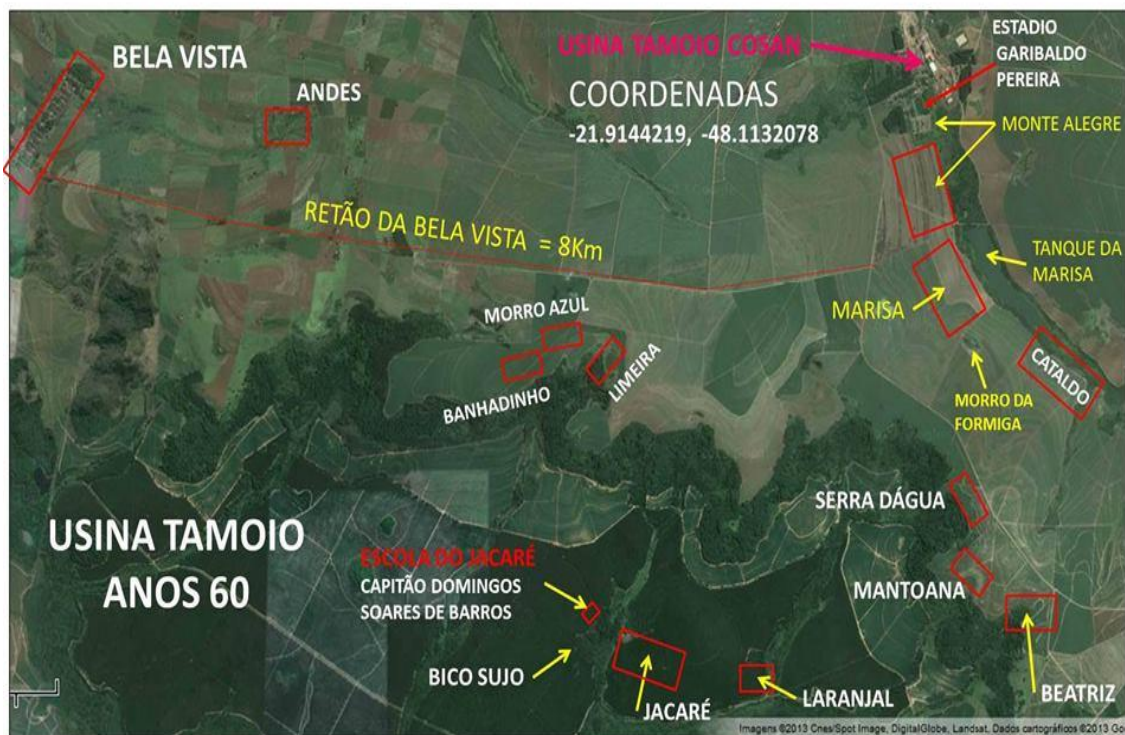 BELA VISTA
ANDES
USINA TAMOIO COSAN
ESTADIO
GARIBALDO
PEREIRA
COORDENADAS
-21.9144219, -48.1132078
MONTE ALEGRE
RETÃO DA BELA VISTA = 8Km
TANQUE DA
MARISA
MARISA
MORRO AZUL
LIMEIRA
BANHADINHO
CATALDO
MORRO DA
FORMIGA
SERRA DÁGUA
USINA TAMOIO
ANOS 60
ESCOLA DO JACARÉ
CAPITÃO DOMINGOS
SOARES DE BARROS
MANTOANA
BICO SUJO
JACARÉ
LARANJAL
BEATRIZ
Imagens ©2013 Cnes/Spot Image, DigitalGlobe, Landsat, Dados cartográficos ©2013 Go